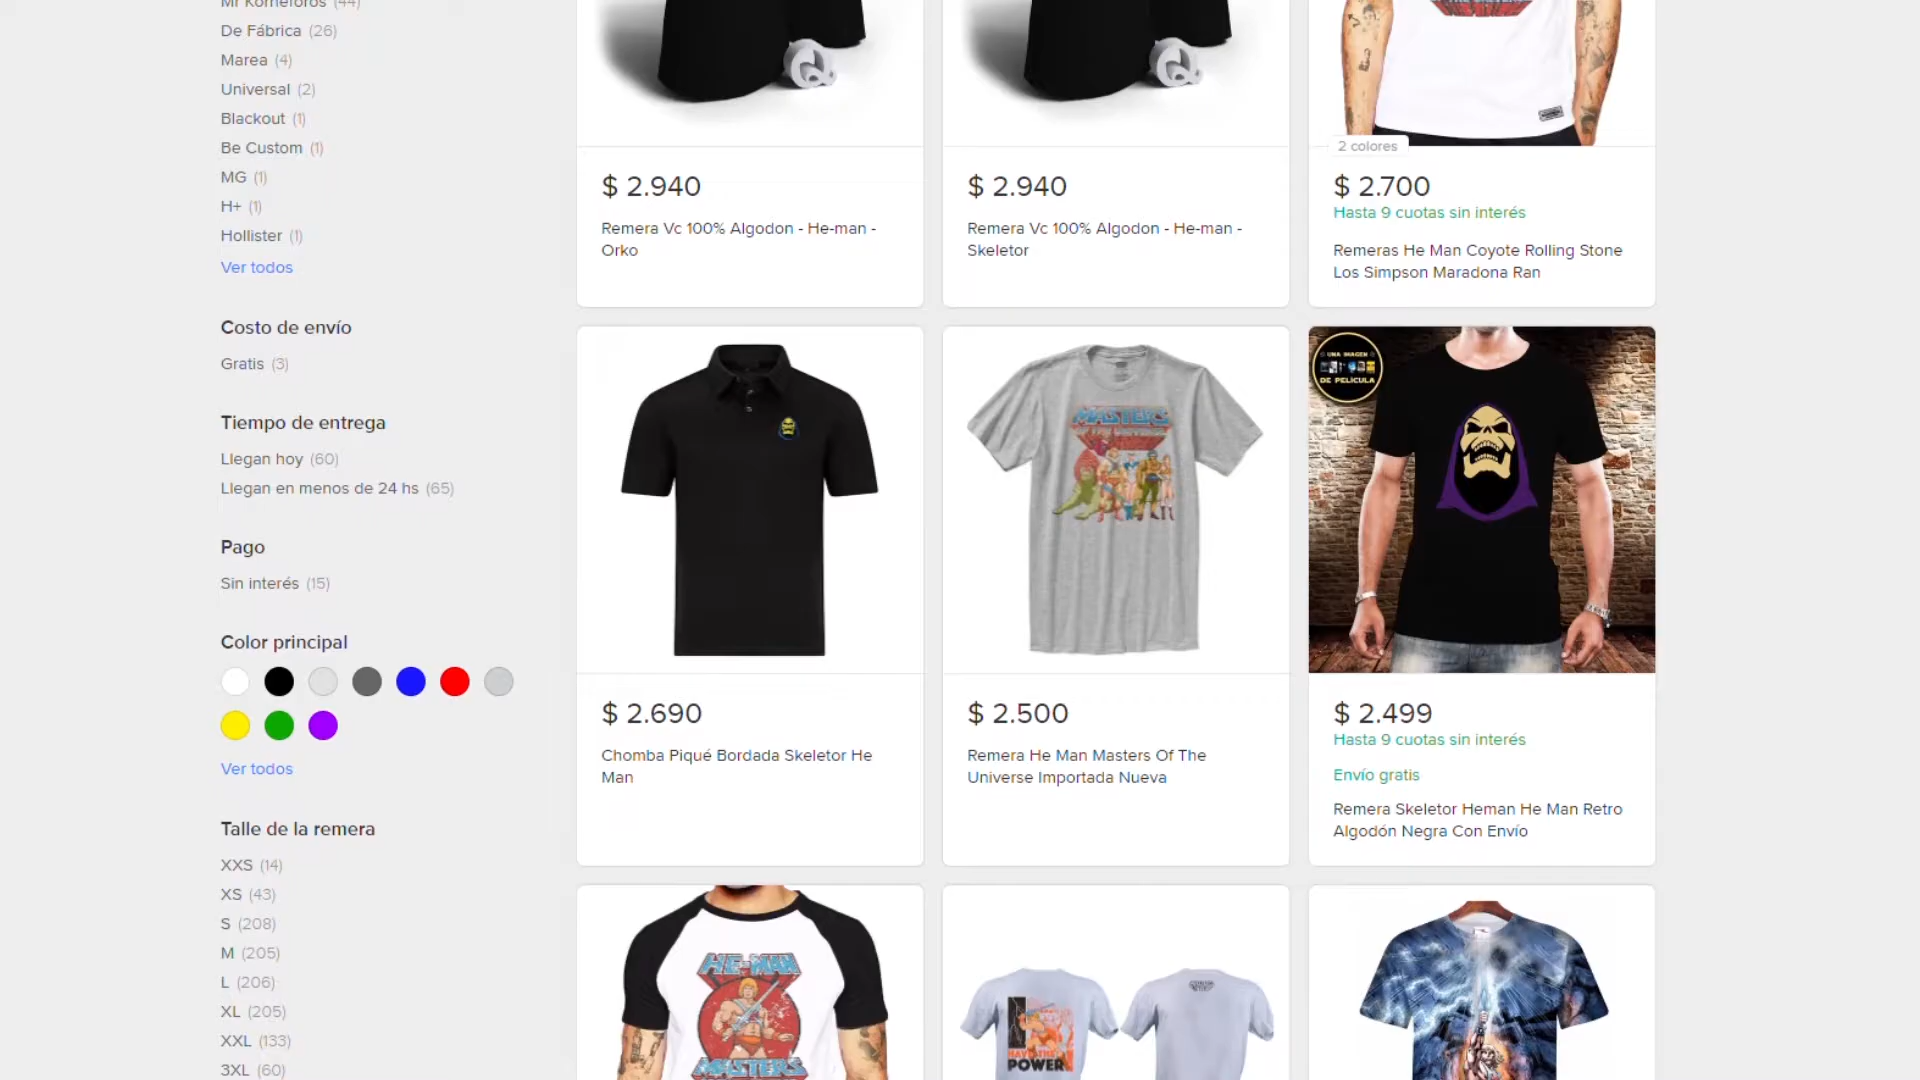 Mr Korneforos (44)
De Fábrica (26)
Marea (4)
Universal (2)
Blackout (1)
Be Custom (1)
MG (1)
H+ (1)
Hollister (1)
Ver todos
Costo de envío
Gratis (3)
Tiempo de entrega
Llegan hoy (60)
Llegan en menos de 24 hs (65)
Pago
Sin interés (15)
Color principal
Ver todos
Talle de la remera
XXS (14)
XS (43)
S (208)
M (205)
L (206)
XL (205)
XXL (133)
3XL (60)
$ 2.940
Remera Vc 100% Algodon - He-man -
Orko
$ 2.940
Remera Vc 100% Algodon - He-man -
Skeletor
2 colores
$ 2.700
Hasta 9 cuotas sin interés
Remeras He Man Coyote Rolling Stone
Los Simpson Maradona Ran
$ 2.690
Chomba Piqué Bordada Skeletor He
Man
MASTERS
$ 2.500
Remera He Man Masters Of The
Universe Importada Nueva
UNA IMAGEN
DE PELÍCULA
$ 2.499
Hasta 9 cuotas sin interés
Envío gratis
Remera Skeletor Heman He Man Retro
Algodón Negra Con Envío
HE-MAN
MASTERS
HAVE THE
POWER